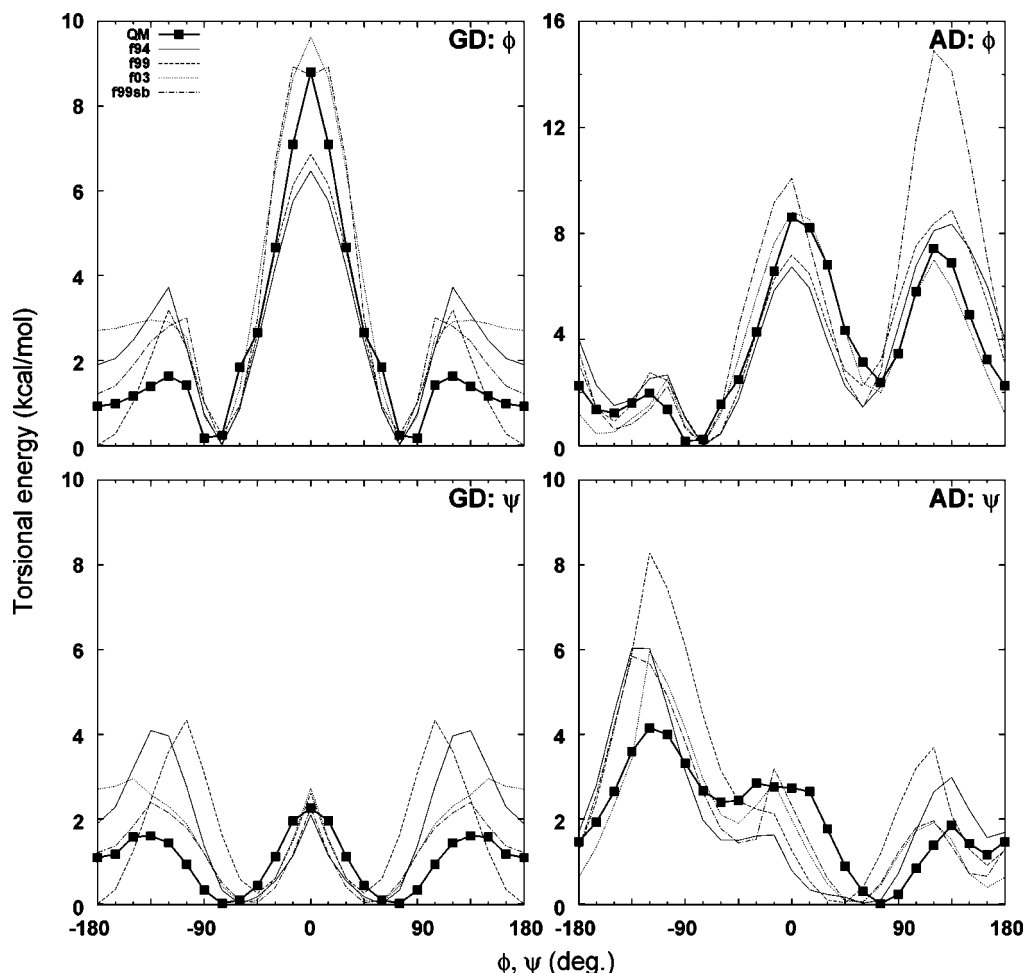 10 8 6 4 2 0
QM
f94
f99
f03
f99sb
GD: ϕ
16 12 8 4 0
AD: ϕ
10 8 6 4 2 0
GD: ψ
10 8 6 4 2 0
AD: ψ
Torsional energy (kcal/mol)
-180 -90 0 90 180
-180 -90 0 90 180
ϕ, ψ (deg.)